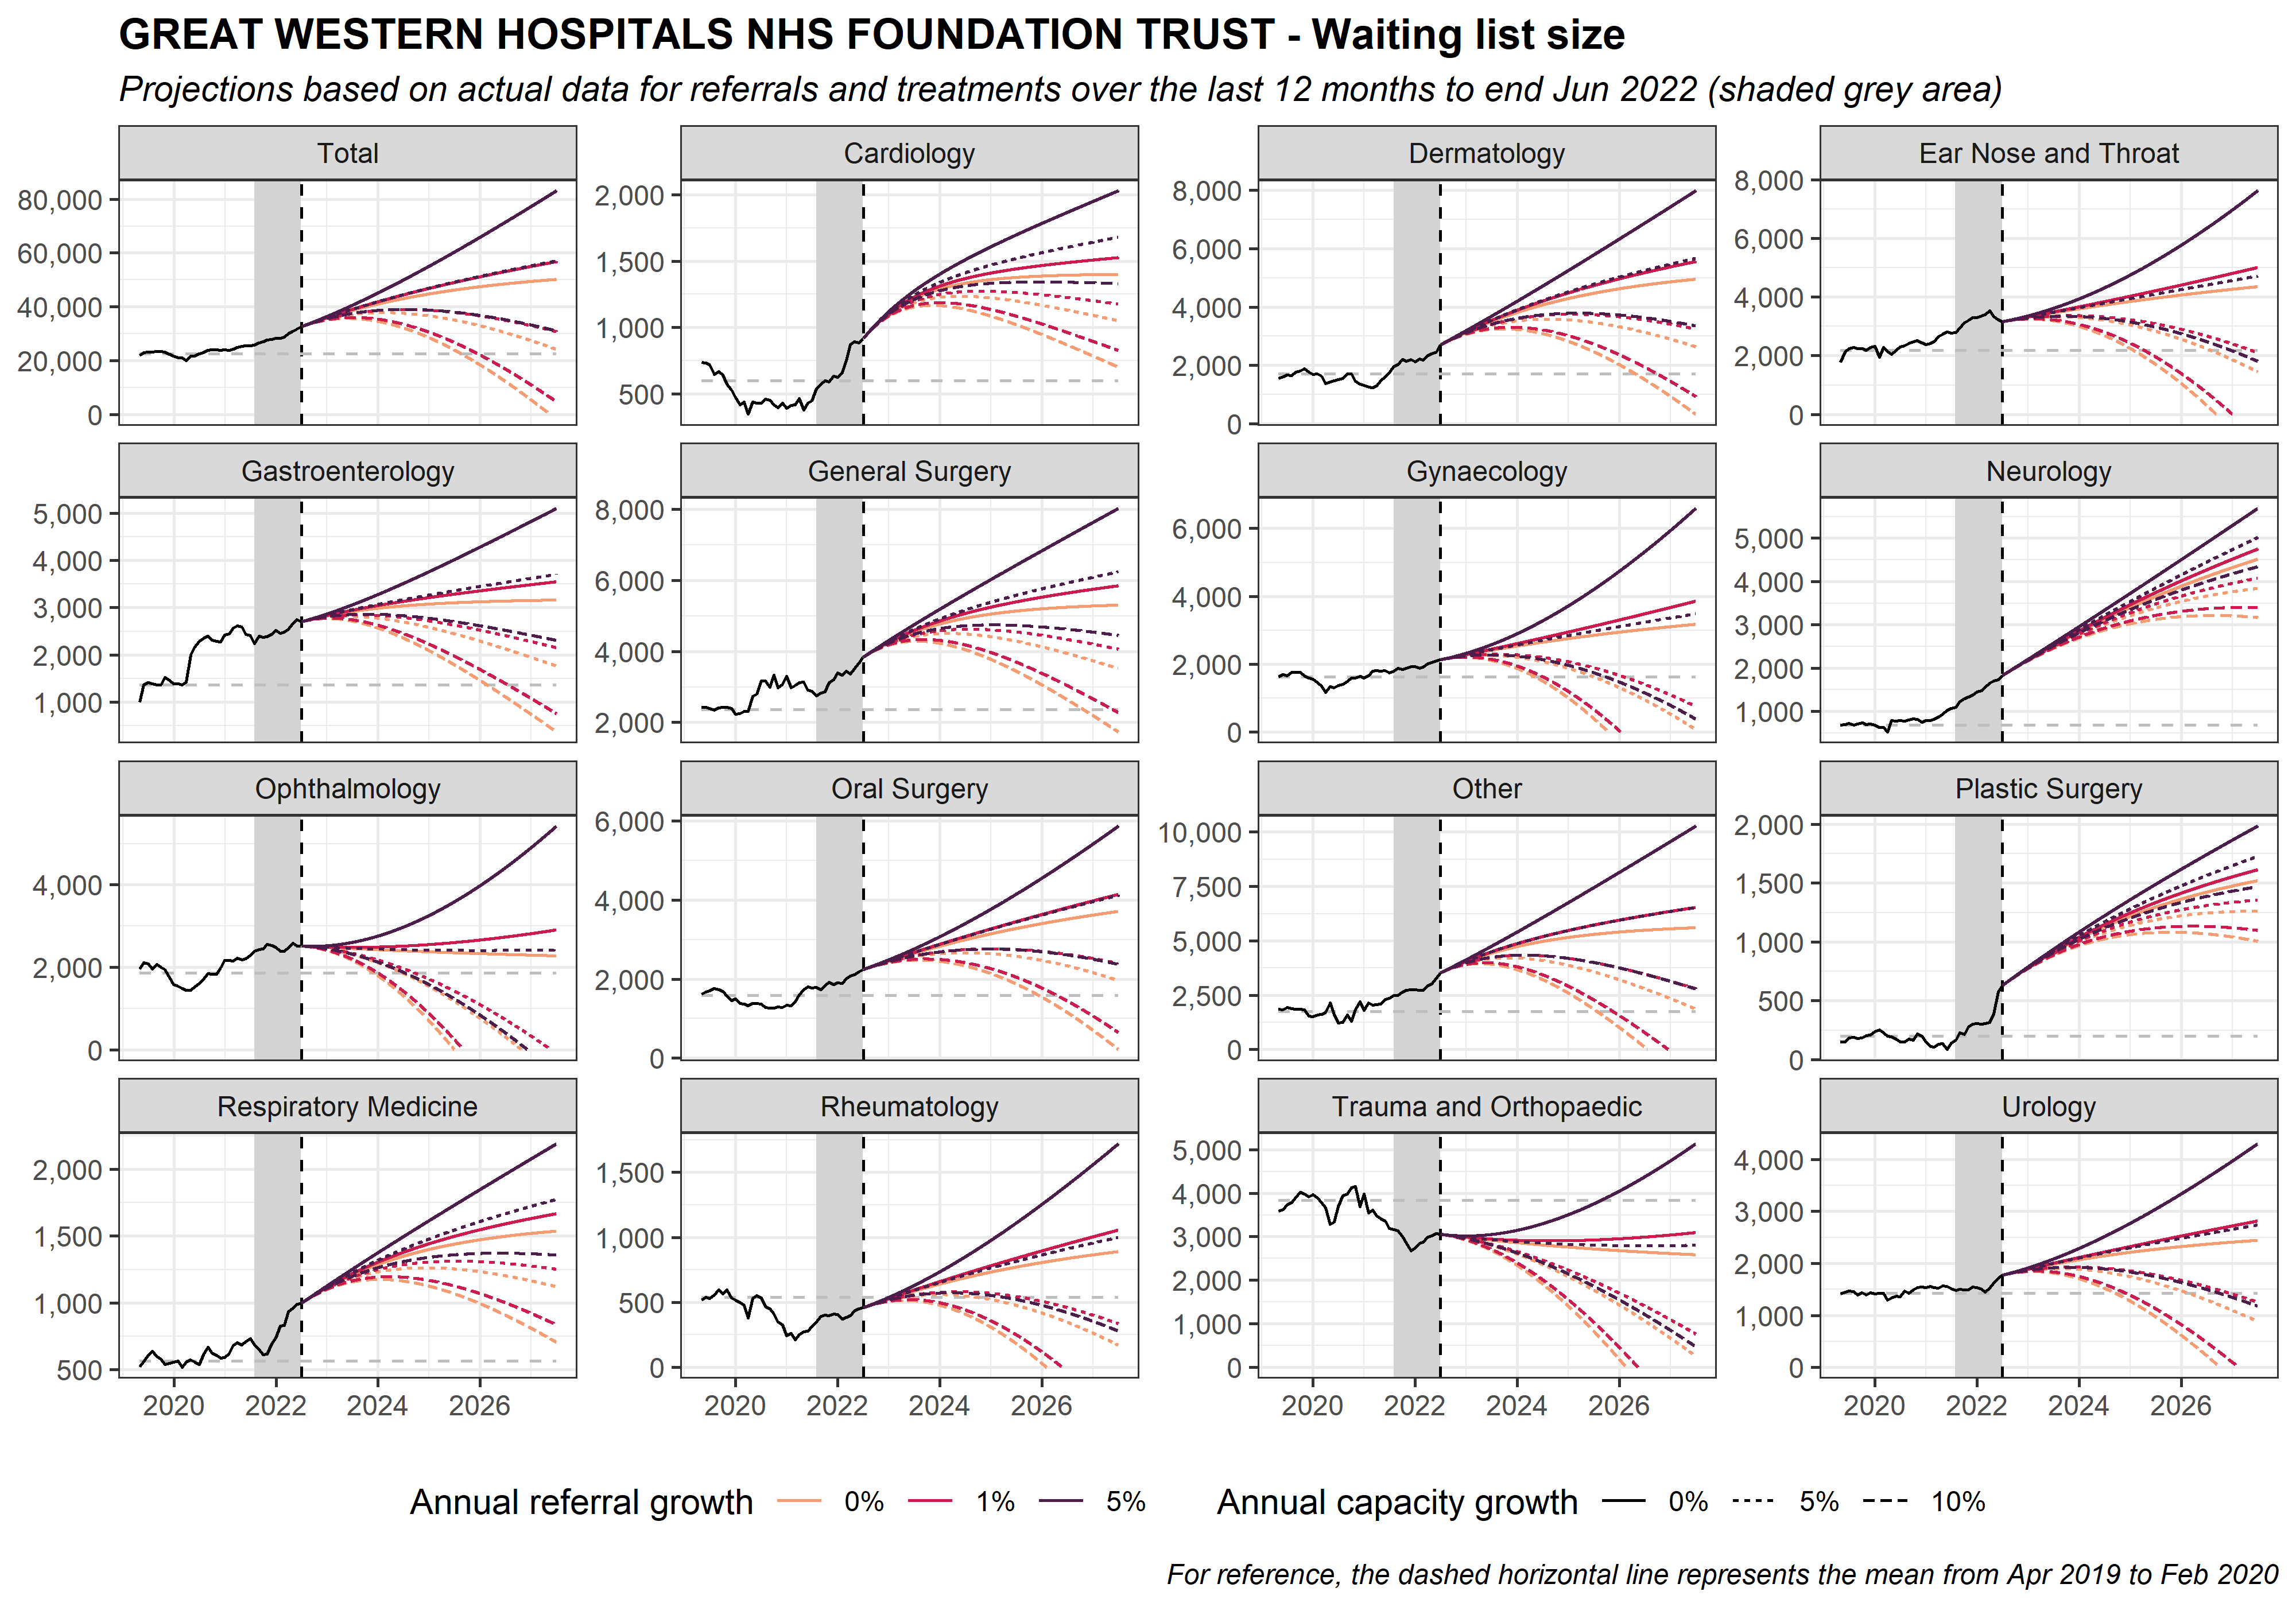 GREAT WESTERN HOSPITALS NHS FOUNDATION TRUST - Waiting list size
Projections based on actual data for referrals and treatments over the last 12 months to end Jun 2022 (shaded grey area)
Total
80,000
60,000
40,000
20,000
0
Cardiology
2,000
1,500
1,000
500
Dermatology
8,000
6,000
4,000
2,000
0
Ear Nose and Throat
8,000
6,000
4,000
2,000
0
Gastroenterology
5,000
4,000
3,000
2,000
1,000
General Surgery
8,000
6,000
4,000
2,000
Gynaecology
6,000
4,000
2,000
0
Neurology
5,000
4,000
3,000
2,000
1,000
Ophthalmology
4,000
2,000
0
Oral Surgery
6,000
4,000
2,000
0
Other
10,000
7,500
5,000
2,500
0
Plastic Surgery
2,000
1,500
1,000
500
0
Respiratory Medicine
2,000
1,500
1,000
500
2020 2022 2024 2026
Rheumatology
1,500
1,000
500
0
2020 2022 2024 2026
Trauma and Orthopaedic
5,000
4,000
3,000
2,000
1,000
0
2020 2022 2024 2026
Urology
4,000
3,000
2,000
1,000
0
2020 2022 2024 2026
Annual referral growth 0% 1% 5%
Annual capacity growth 0% 5% 10%
For reference, the dashed horizontal line represents the mean from Apr 2019 to Feb 2020